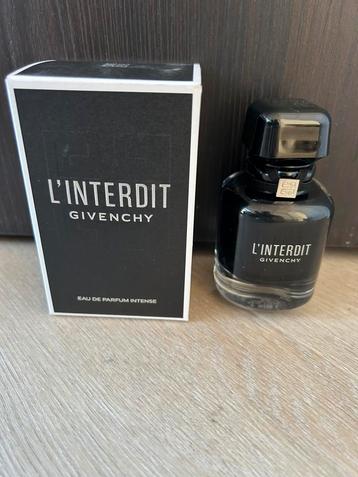 L'INTERDIT
GIVENCHY
EAU DE PARFUM INTENSE
L'INTERDIT
GIVENCHY